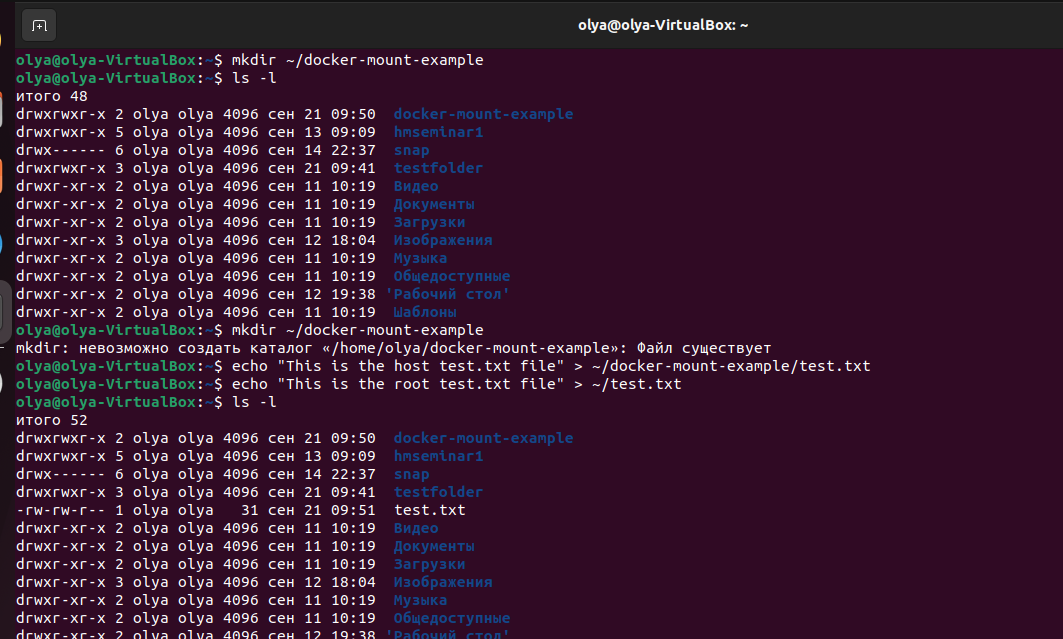 olya@olya-VirtualBox: ~
olya@olya-VirtualBox:~$ mkdir ~/docker-mount-example
olya@olya-VirtualBox:~$ ls -l
итого 48
drwxrwxr-x 2 olya olya 4096 сен 21 09:50  docker-mount-example
drwxrwxr-x 5 olya olya 4096 сен 13 09:09  hmseminar1
drwx------ 6 olya olya 4096 сен 14 22:37  snap
drwxrwxr-x 3 olya olya 4096 сен 21 09:41  testfolder
drwxr-xr-x 2 olya olya 4096 сен 11 10:19  Видео
drwxr-xr-x 2 olya olya 4096 сен 11 10:19  Документы
drwxr-xr-x 2 olya olya 4096 сен 11 10:19  Загрузки
drwxr-xr-x 3 olya olya 4096 сен 12 18:04  Изображения
drwxr-xr-x 2 olya olya 4096 сен 11 10:19  Музыка
drwxr-xr-x 2 olya olya 4096 сен 11 10:19  Общедоступные
drwxr-xr-x 2 olya olya 4096 сен 12 19:38 'Рабочий стол'
drwxr-xr-x 2 olya olya 4096 сен 11 10:19  Шаблоны
olya@olya-VirtualBox:~$ mkdir ~/docker-mount-example
mkdir: невозможно создать каталог «/home/olya/docker-mount-example»: Файл существует
olya@olya-VirtualBox:~$ echo "This is the host test.txt file" > ~/docker-mount-example/test.txt
olya@olya-VirtualBox:~$ echo "This is the root test.txt file" > ~/test.txt
olya@olya-VirtualBox:~$ ls -l
итого 52
drwxrwxr-x 2 olya olya 4096 сен 21 09:50  docker-mount-example
drwxrwxr-x 5 olya olya 4096 сен 13 09:09  hmseminar1
drwx------ 6 olya olya 4096 сен 14 22:37  snap
drwxrwxr-x 3 olya olya 4096 сен 21 09:41  testfolder
-rw-rw-r-- 1 olya olya   31 сен 21 09:51  test.txt
drwxr-xr-x 2 olya olya 4096 сен 11 10:19  Видео
drwxr-xr-x 2 olya olya 4096 сен 11 10:19  Документы
drwxr-xr-x 2 olya olya 4096 сен 11 10:19  Загрузки
drwxr-xr-x 3 olya olya 4096 сен 12 18:04  Изображения
drwxr-xr-x 2 olya olya 4096 сен 11 10:19  Музыка
drwxr-xr-x 2 olya olya 4096 сен 11 10:19  Общедоступные
drwxr-xr-x 2 olya olya 4096 сен 12 19:38 'Рабочий стол'